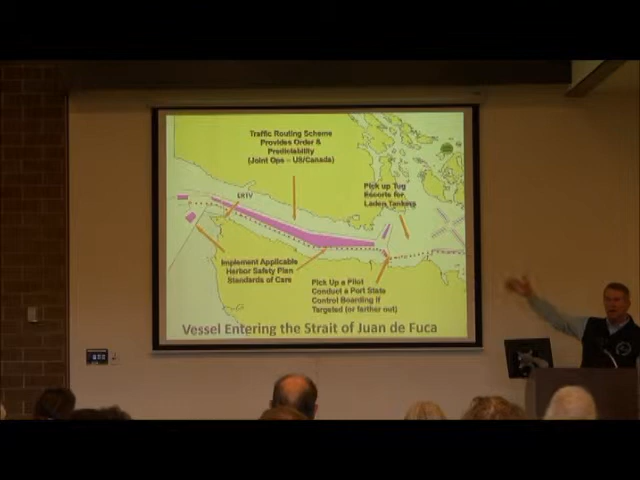 Traffic Routing Scheme
Provides Order &
Predictability
(Joint Ops – US/Canada)
Pick up Tug
Escorts for
Laden Tankers
ERTV
Implement Applicable
Harbor Safety Plan
Standards of Care
Pick Up a Pilot
Conduct a Port State
Control Boarding if
Targeted (or farther out)
Vessel Entering the Strait of Juan de Fuca